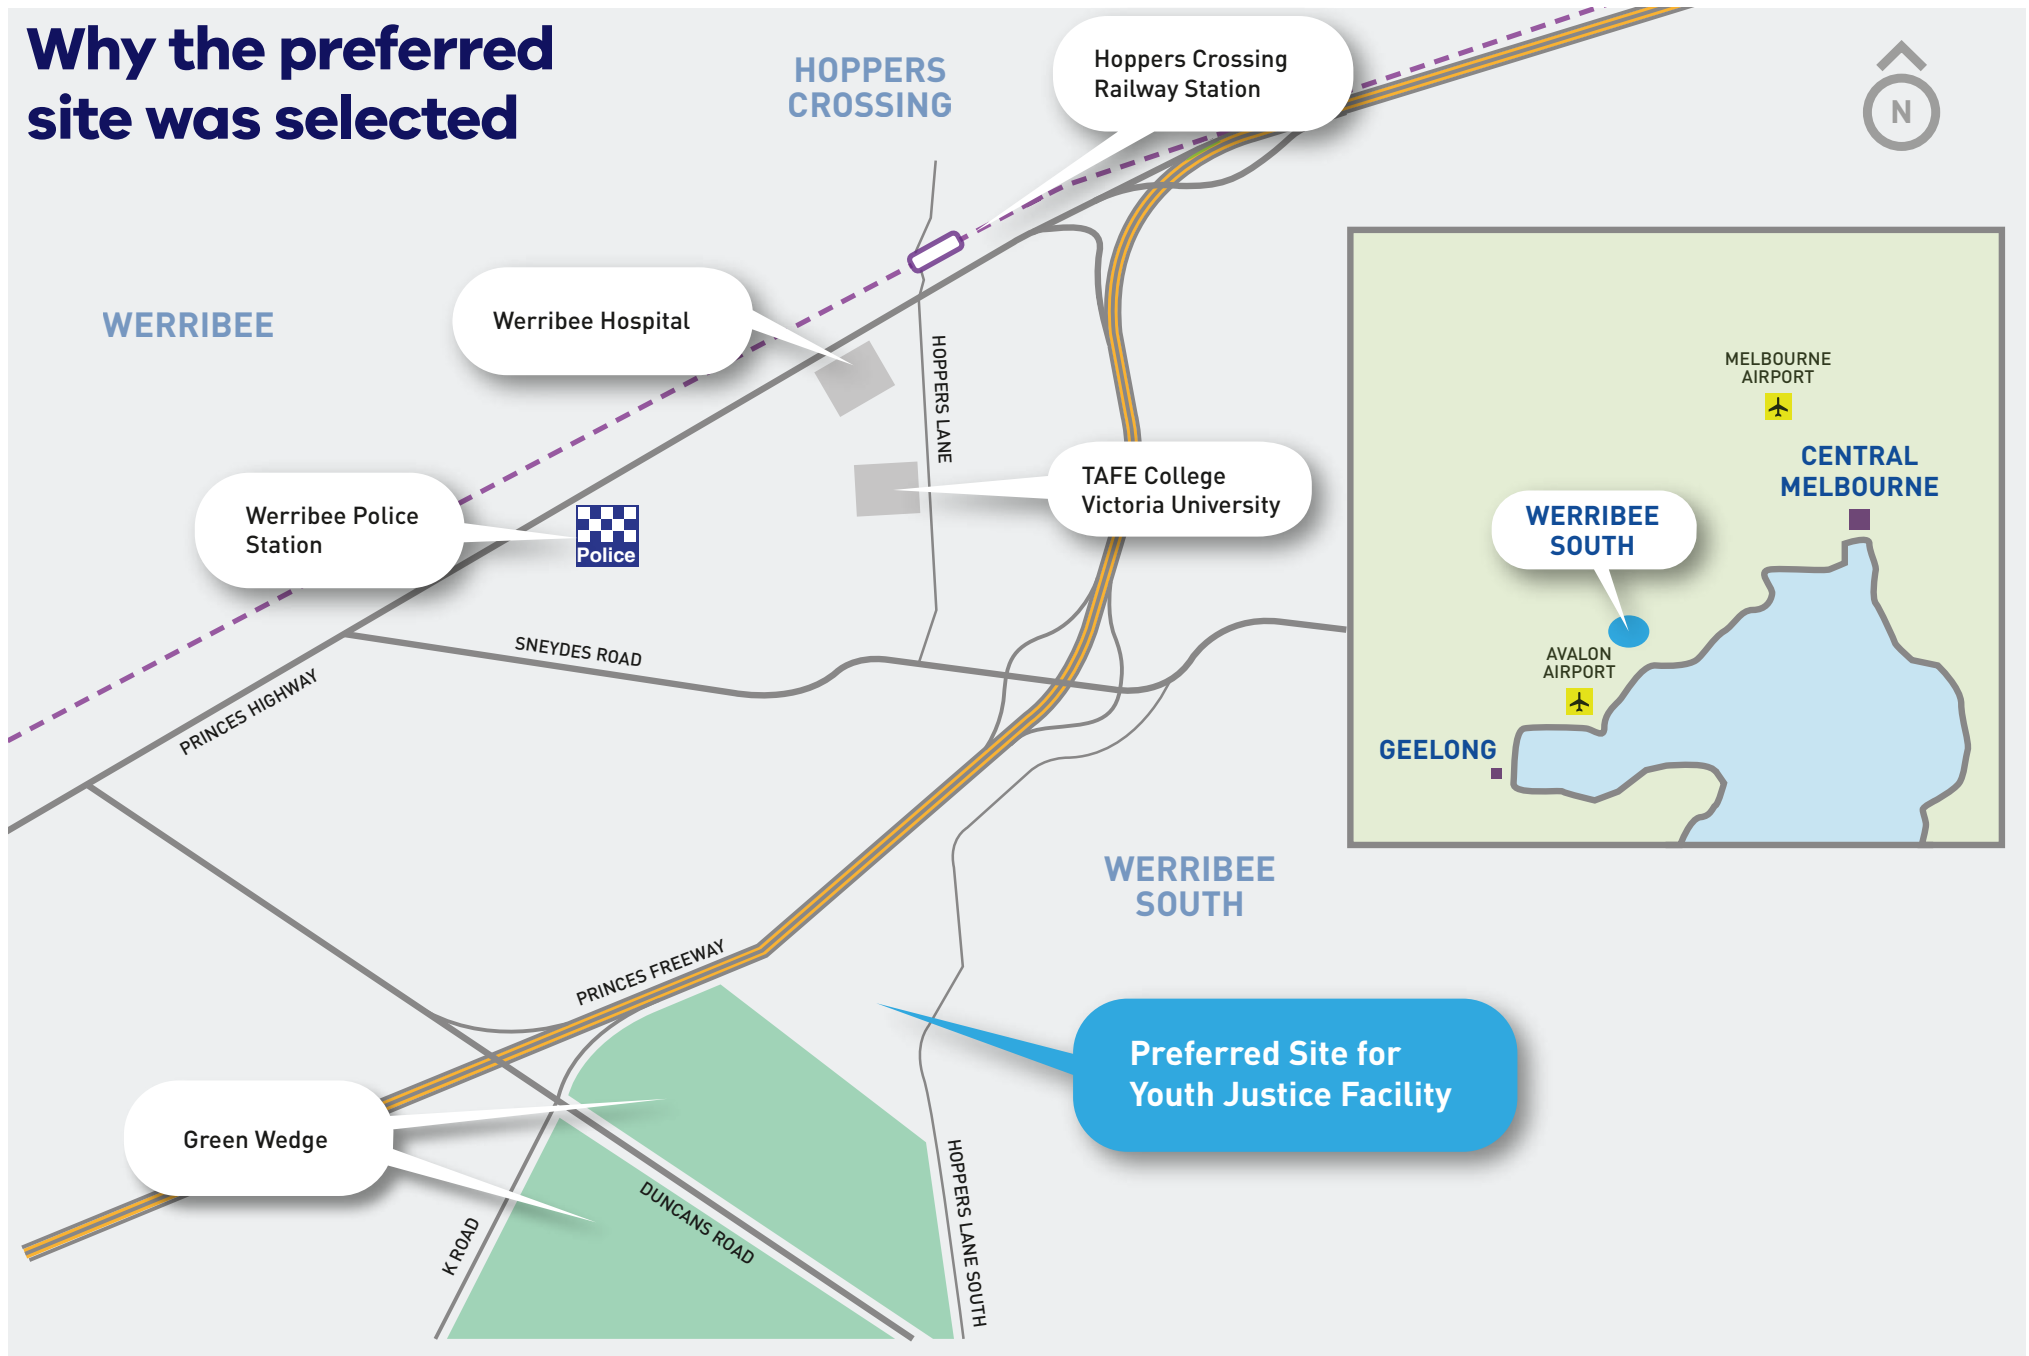 Why the preferred
site was selected
HOPPERS
CROSSING
Hoppers Crossing
Railway Station
N
WERRIBEE
Werribee Hospital
HOPPERS LANE
TAFE College
Victoria University
Werribee Police
Station
Police
SNEYDES ROAD
PRINCES HIGHWAY
MELBOURNE
AIRPORT
CENTRAL
MELBOURNE
WERRIBEE
SOUTH
AVALON
AIRPORT
GEELONG
WERRIBEE
SOUTH
PRINCES FREEWAY
Preferred Site for
Youth Justice Facility
Green Wedge
K ROAD
DUNCANS ROAD
HOPPERS LANE SOUTH